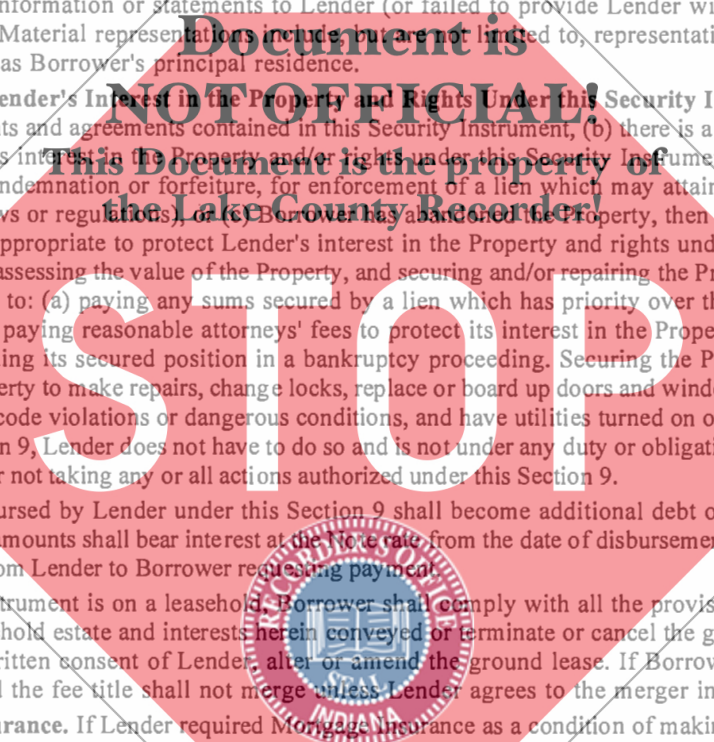 nformation or statements to Lender (or failed to provide Lender wi
Document is
Material representations include, but are not limited to, representati
as Borrower's principal residence.
NOT OFFICIAL!
ender's Interest in the Property and Rights Under this Security I
ts and agreements contained in this Security Instrument, (b) there is a
This Document is the property of
s interest in the Property and/or rights under this Security Instrume
ndemnation or forfeiture, for enforcement of a lien which may attain
the Lake County Recorder!
ws or regulations), or (c) Borrower has abandoned the Property, then
ppropriate to protect Lender's interest in the Property and rights und
assessing the value of the Property, and securing and/or repairing the Pr
to: (a) paying any sums secured by a lien which has priority over th
paying reasonable attorneys' fees to protect its interest in the Prope
ing its secured position in a bankruptcy proceeding. Securing the P
STOP
erty to make repairs, change locks, replace or board up doors and windo
code violations or dangerous conditions, and have utilities turned on o
n 9, Lender does not have to do so and is not under any duty or obligati
r not taking any or all actions authorized under this Section 9.
ursed by Lender under this Section 9 shall become additional debt o
amounts shall bear interest at the Note rate from the date of disburseme
om Lender to Borrower requesting payment.
RECORDER'S OFFICE
trument is on a leasehold, Borrower shall comply with all the provis
hold estate and interests herein conveyed or terminate or cancel the g
ritten consent of Lender, alter or amend the ground lease. If Borrow
SEAL
l the fee title shall not merge unless Lender agrees to the merger in
INDIANA
rance. If Lender required Mortgage Insurance as a condition of makin